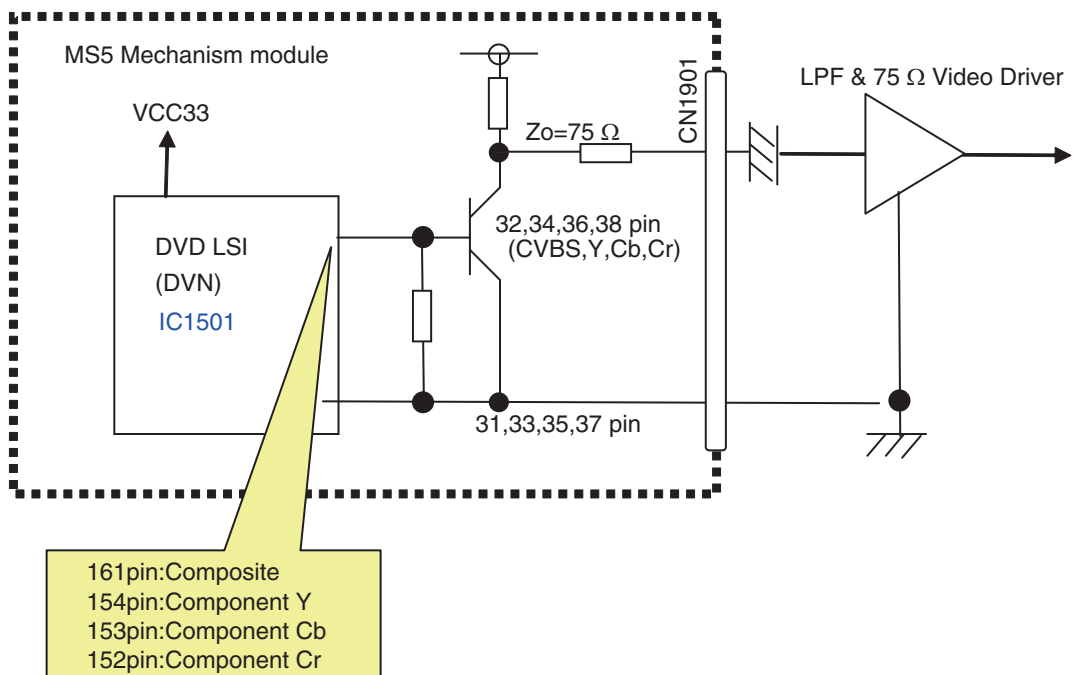 MS5 Mechanism module
VCC33
DVD LSI
(DVN)
IC1501
Zo=75 Ω
CN1901
LPF & 75 Ω Video Driver
32,34,36,38 pin
(CVBS,Y,Cb,Cr)
31,33,35,37 pin
161pin:Composite
154pin:Component Y
153pin:Component Cb
152pin:Component Cr